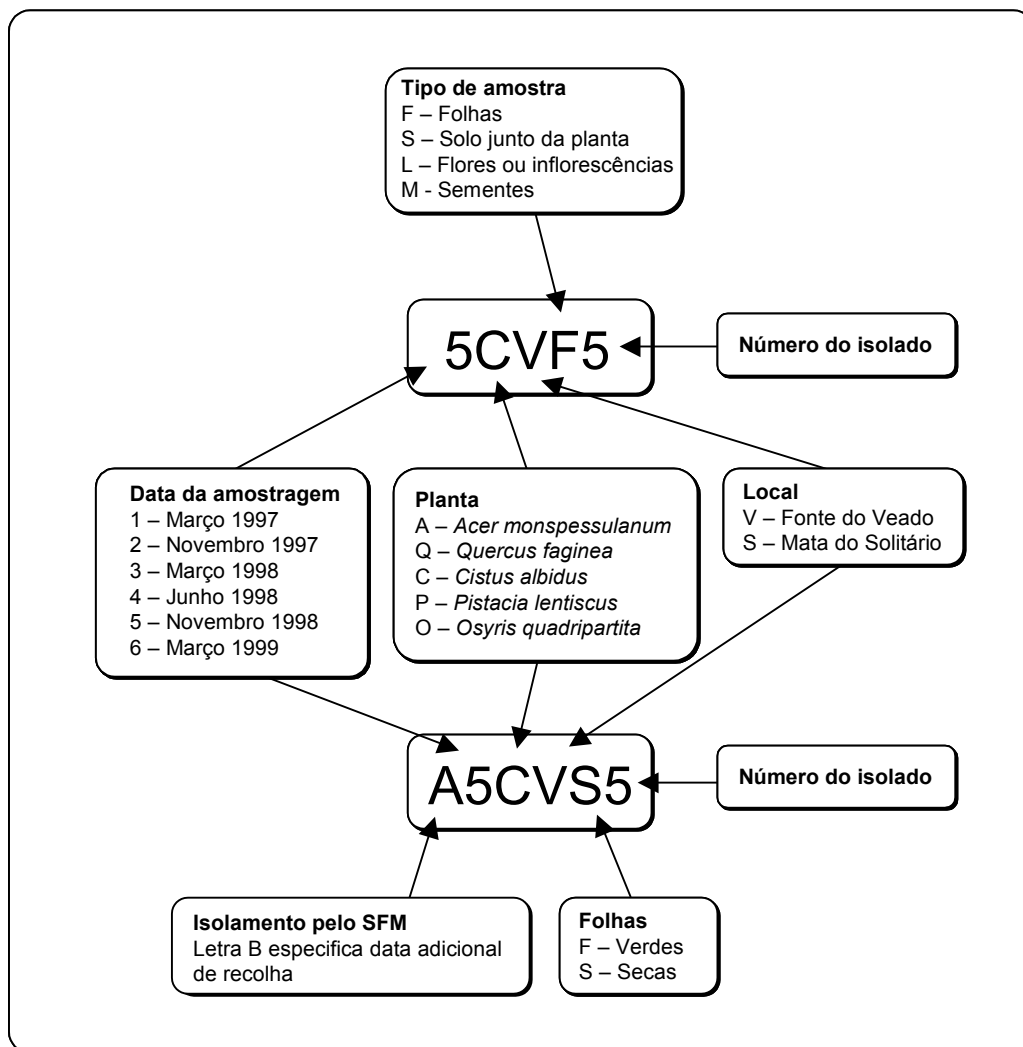 Tipo de amostra
F – Folhas
S – Solo junto da planta
L – Flores ou inflorescências
M - Sementes
5CVF5
Número do isolado
Data da amostragem
1 – Março 1997
2 – Novembro 1997
3 – Março 1998
4 – Junho 1998
5 – Novembro 1998
6 – Março 1999
Planta
A – Acer monspessulanum
Q – Quercus faginea
C – Cistus albidus
P – Pistacia lentiscus
O – Osyris quadripartita
Local
V – Fonte do Veado
S – Mata do Solitário
A5CVS5
Número do isolado
Isolamento pelo SFM
Letra B especifica data adicional
de recolha
Folhas
F – Verdes
S – Secas